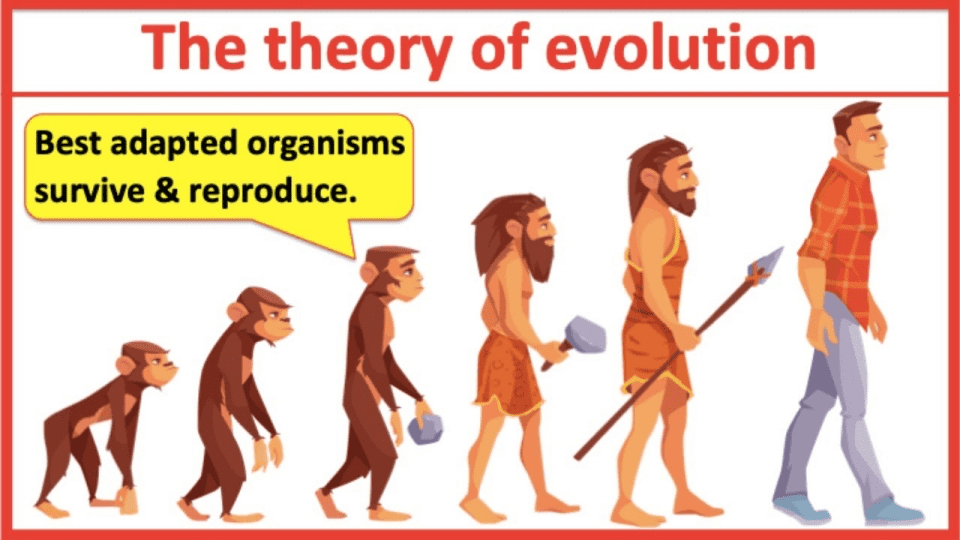 The theory of evolution
Best adapted organisms
survive & reproduce.